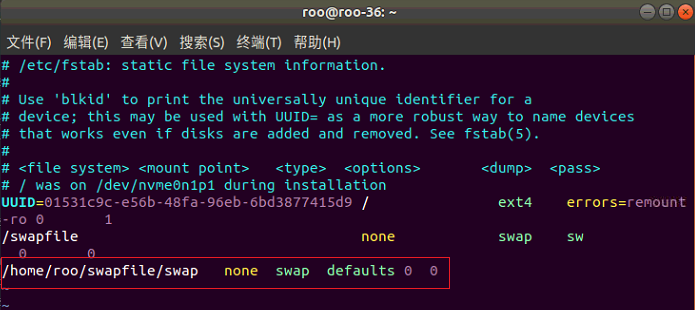 roo@roo-36: ~
文件(F) 编辑(E) 查看(V) 搜索(S) 终端(T) 帮助(H)
# /etc/fstab: static file system information.
#
# Use 'blkid' to print the universally unique identifier for a
# device; this may be used with UUID= as a more robust way to name devices
# that works even if disks are added and removed. See fstab(5).
#
# <file system> <mount point>   <type>  <options>       <dump>  <pass>
# / was on /dev/nvme0n1p1 during installation
UUID=01531c9c-e56b-48fa-96eb-6bd3877415d9 /               ext4    errors=remount
-ro 0       1
/swapfile                                 none            swap    sw
  0       0
/home/roo/swapfile/swap   none  swap  defaults 0  0
~
~